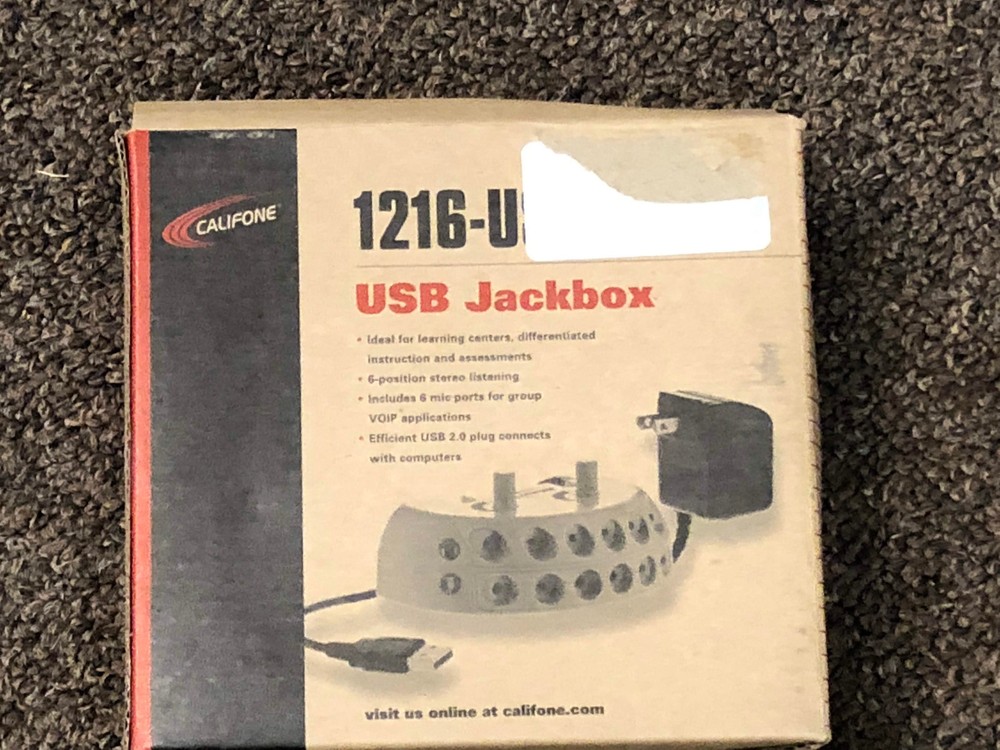 CALIFONE
1216-U
USB Jackbox
• Ideal for learning centers, differentiated
instruction and assessments
• 6-position stereo listening
• Includes 6 mic ports for group
VOIP applications
• Efficient USB 2.0 plug connects
with computers
visit us online at califone.com